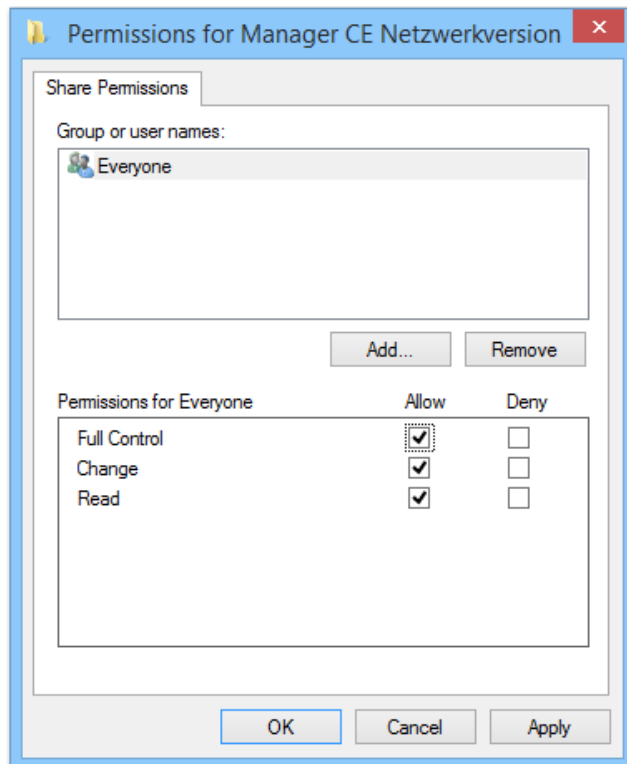 Permissions for Manager CE Netzwerkversion
Share Permissions
Group or user names:
Everyone
Add... Remove
Permissions for Everyone Allow Deny
Full Control
Change
Read
OK Cancel Apply